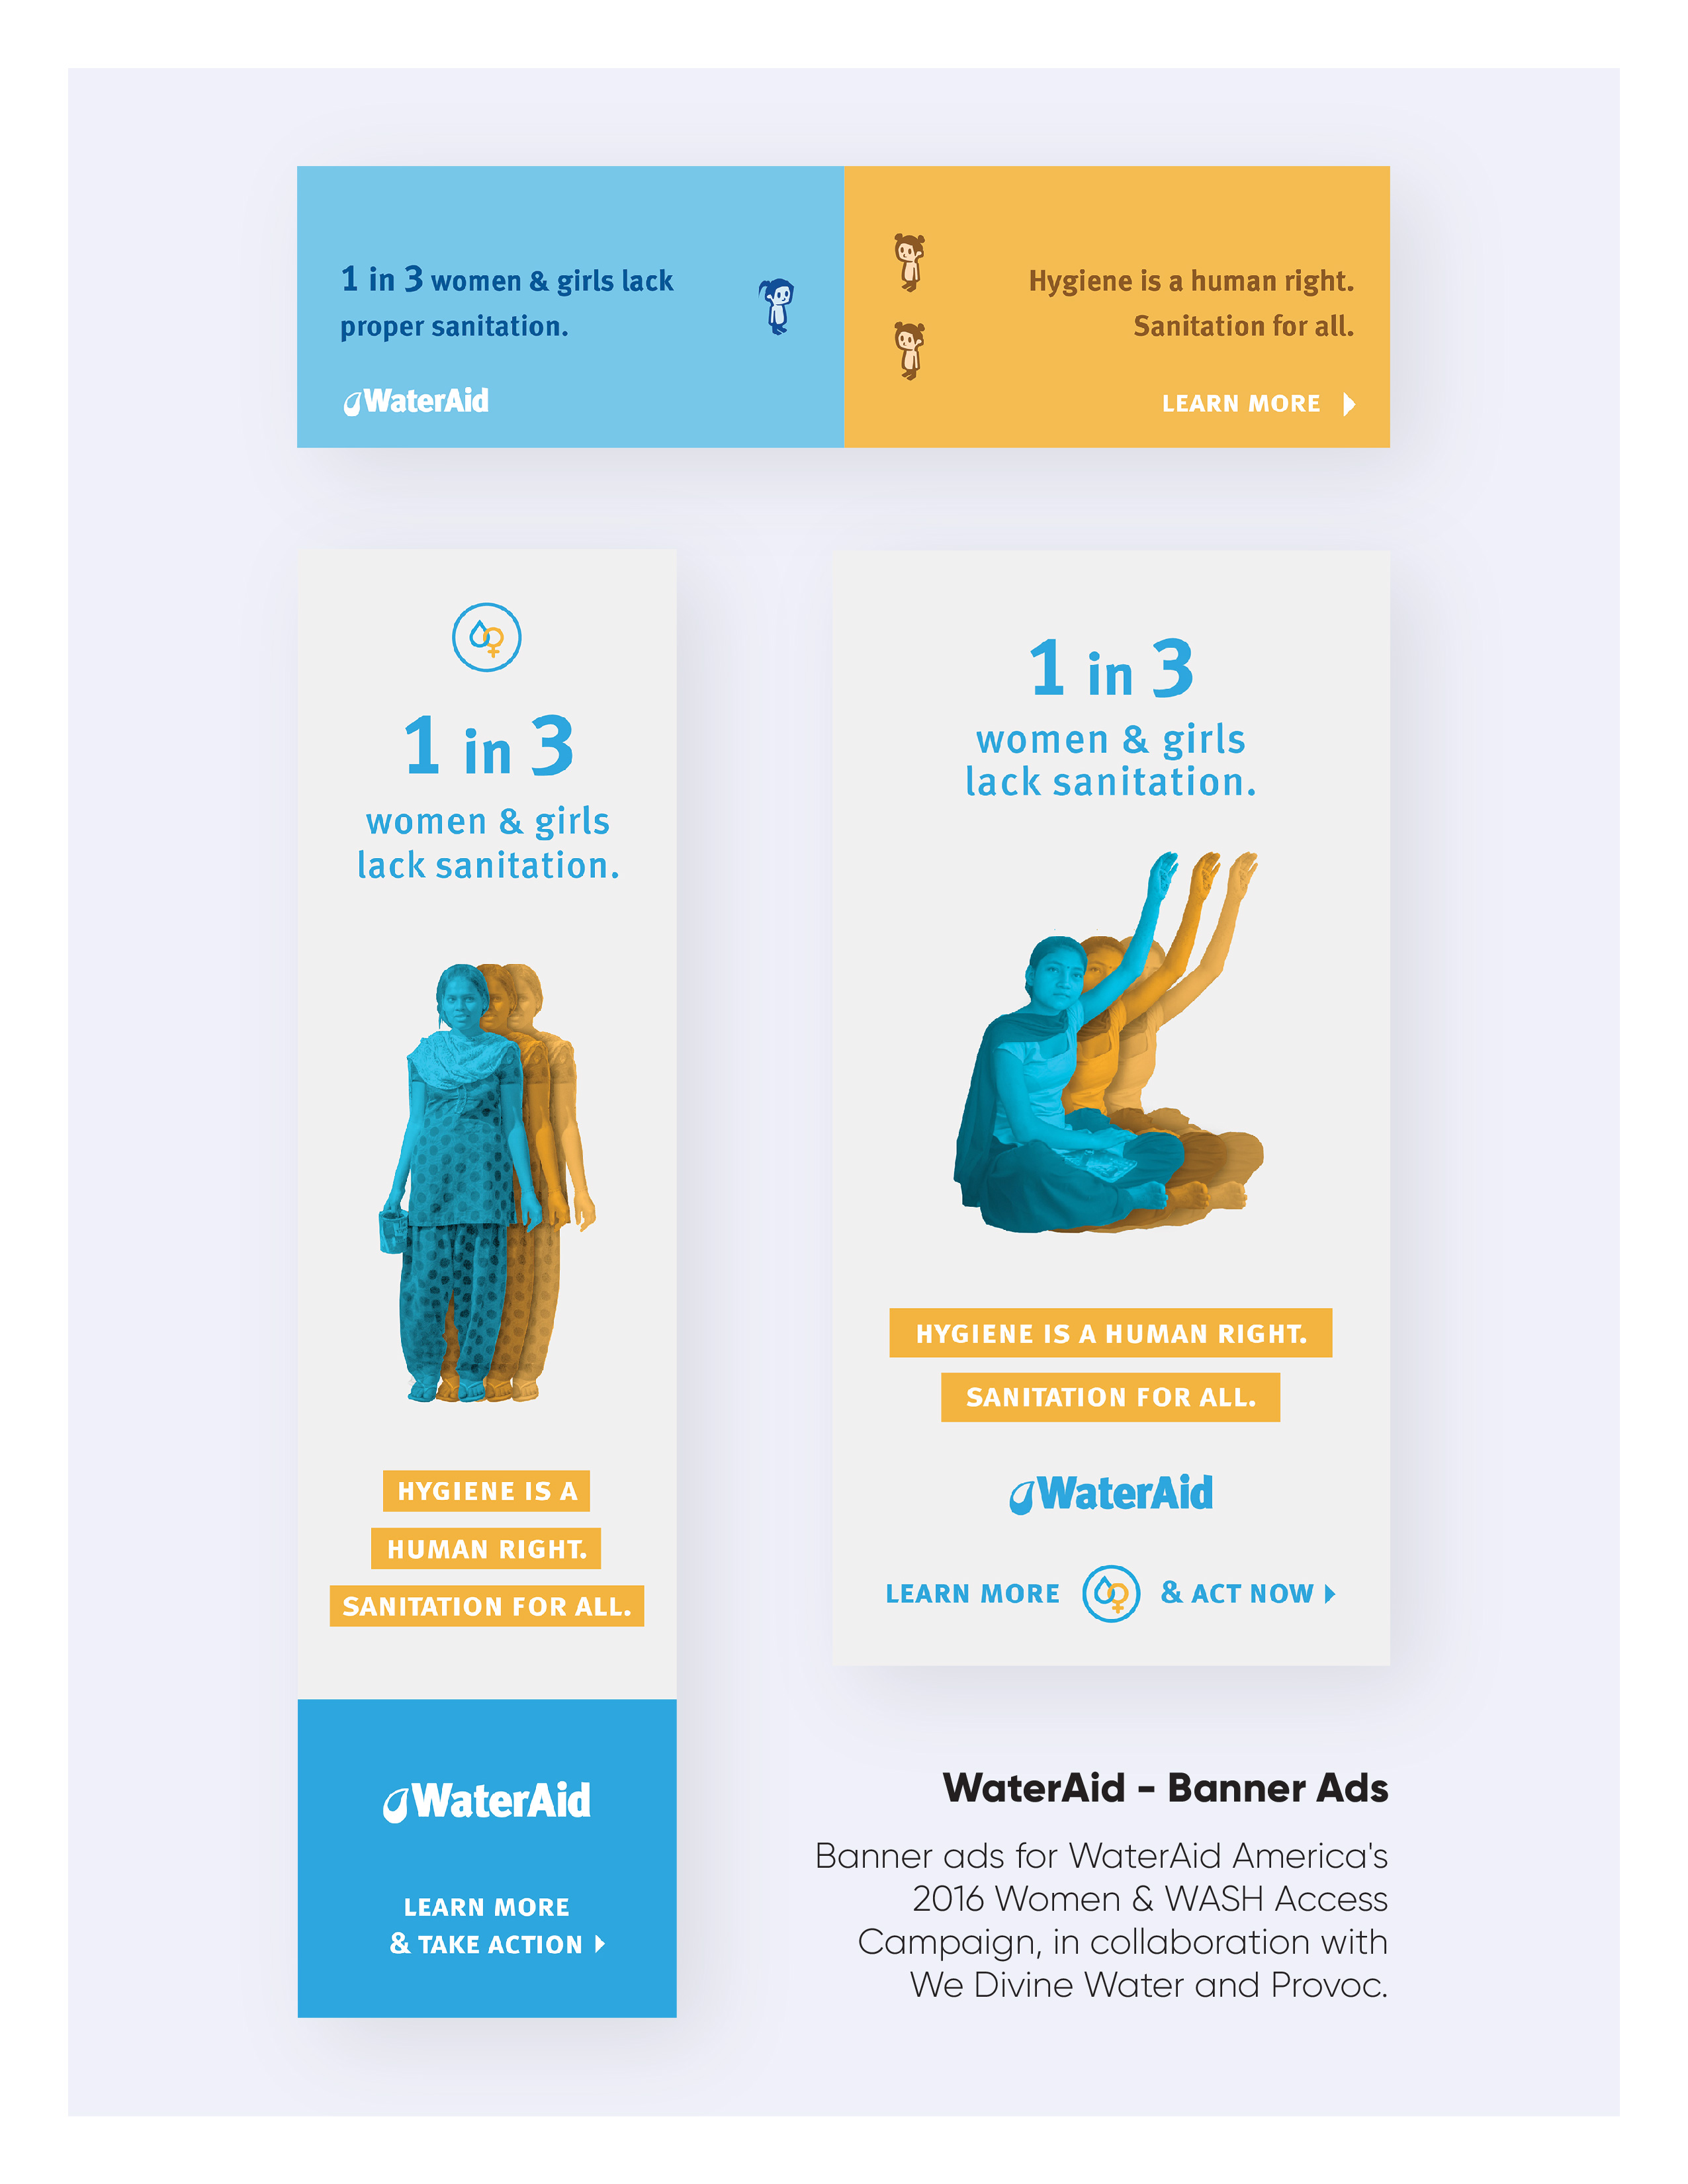 1 in 3 women & girls lack
proper sanitation.
WaterAid
Hygiene is a human right.
Sanitation for all.
LEARN MORE
1 in 3
women & girls
lack sanitation.
HYGIENE IS A
HUMAN RIGHT.
SANITATION FOR ALL.
WaterAid
LEARN MORE
& TAKE ACTION
1 in 3
women & girls
lack sanitation.
HYGIENE IS A HUMAN RIGHT.
SANITATION FOR ALL.
WaterAid
LEARN MORE & ACT NOW
WaterAid - Banner Ads
Banner ads for WaterAid America's
2016 Women & WASH Access
Campaign, in collaboration with
We Divine Water and Provoc.